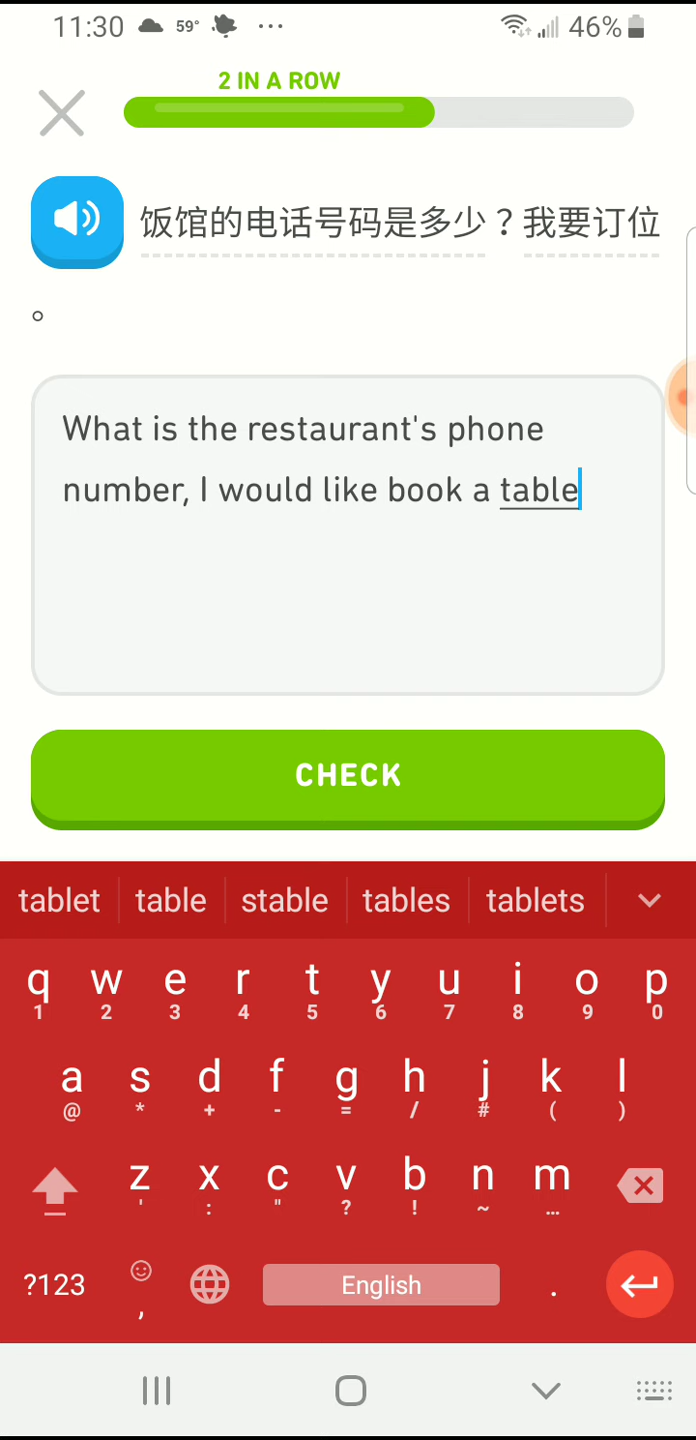 11:30 59° ... 46%
2 IN A ROW
饭馆的电话号码是多少？我要订位
。
What is the restaurant's phone
number, I would like book a table
CHECK
tablet table stable tables tablets
q w e r t y u i o p
1 2 3 4 5 6 7 8 9 0
a s d f g h j k l
@ * + - = / # ( )
z x c v b n m
' : " ? ! ~ ...
?123 English .
,